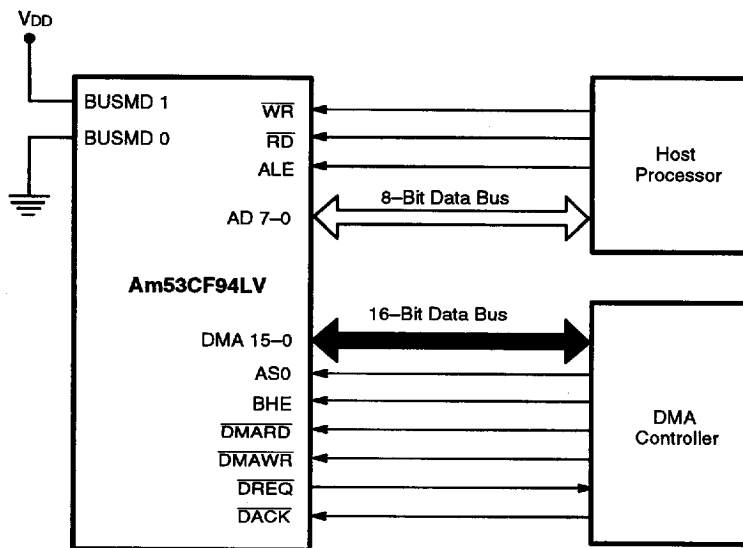 VDD
BUSMD 1
BUSMD 0
WR
RD
ALE
AD 7–0
8–Bit Data Bus
Host
Processor
Am53CF94LV
16–Bit Data Bus
DMA 15–0
AS0
BHE
DMARD
DMAWR
DREQ
DACK
DMA
Controller